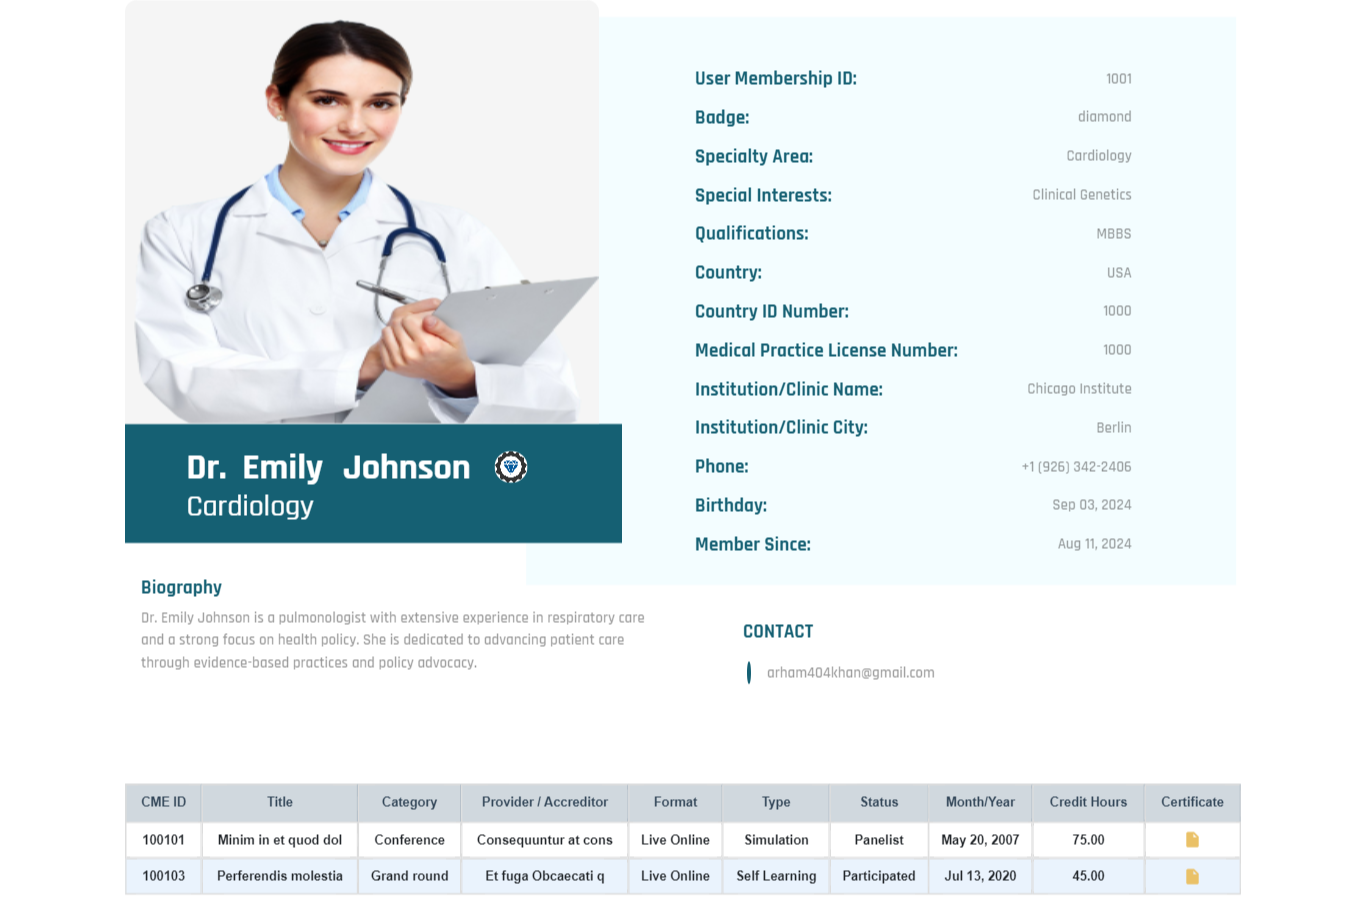 User Membership ID: 1001
Badge: diamond
Specialty Area: Cardiology
Special Interests: Clinical Genetics
Qualifications: MBBS
Country: USA
Country ID Number: 1000
Medical Practice License Number: 1000
Institution/Clinic Name: Chicago Institute
Institution/Clinic City: Berlin
Phone: +1 (926) 342-2406
Birthday: Sep 03, 2024
Member Since: Aug 11, 2024
Dr. Emily Johnson
Cardiology
Biography
Dr. Emily Johnson is a pulmonologist with extensive experience in respiratory care
and a strong focus on health policy. She is dedicated to advancing patient care
through evidence-based practices and policy advocacy.
CONTACT
arham404khan@gmail.com
CME ID Title Category Provider / Accreditor Format Type Status Month/Year Credit Hours Certificate
100101 Minim in et quod dol Conference Consequuntur at cons Live Online Simulation Panelist May 20, 2007 75.00
100103 Perferendis molestia Grand round Et fuga Obcaecati q Live Online Self Learning Participated Jul 13, 2020 45.00